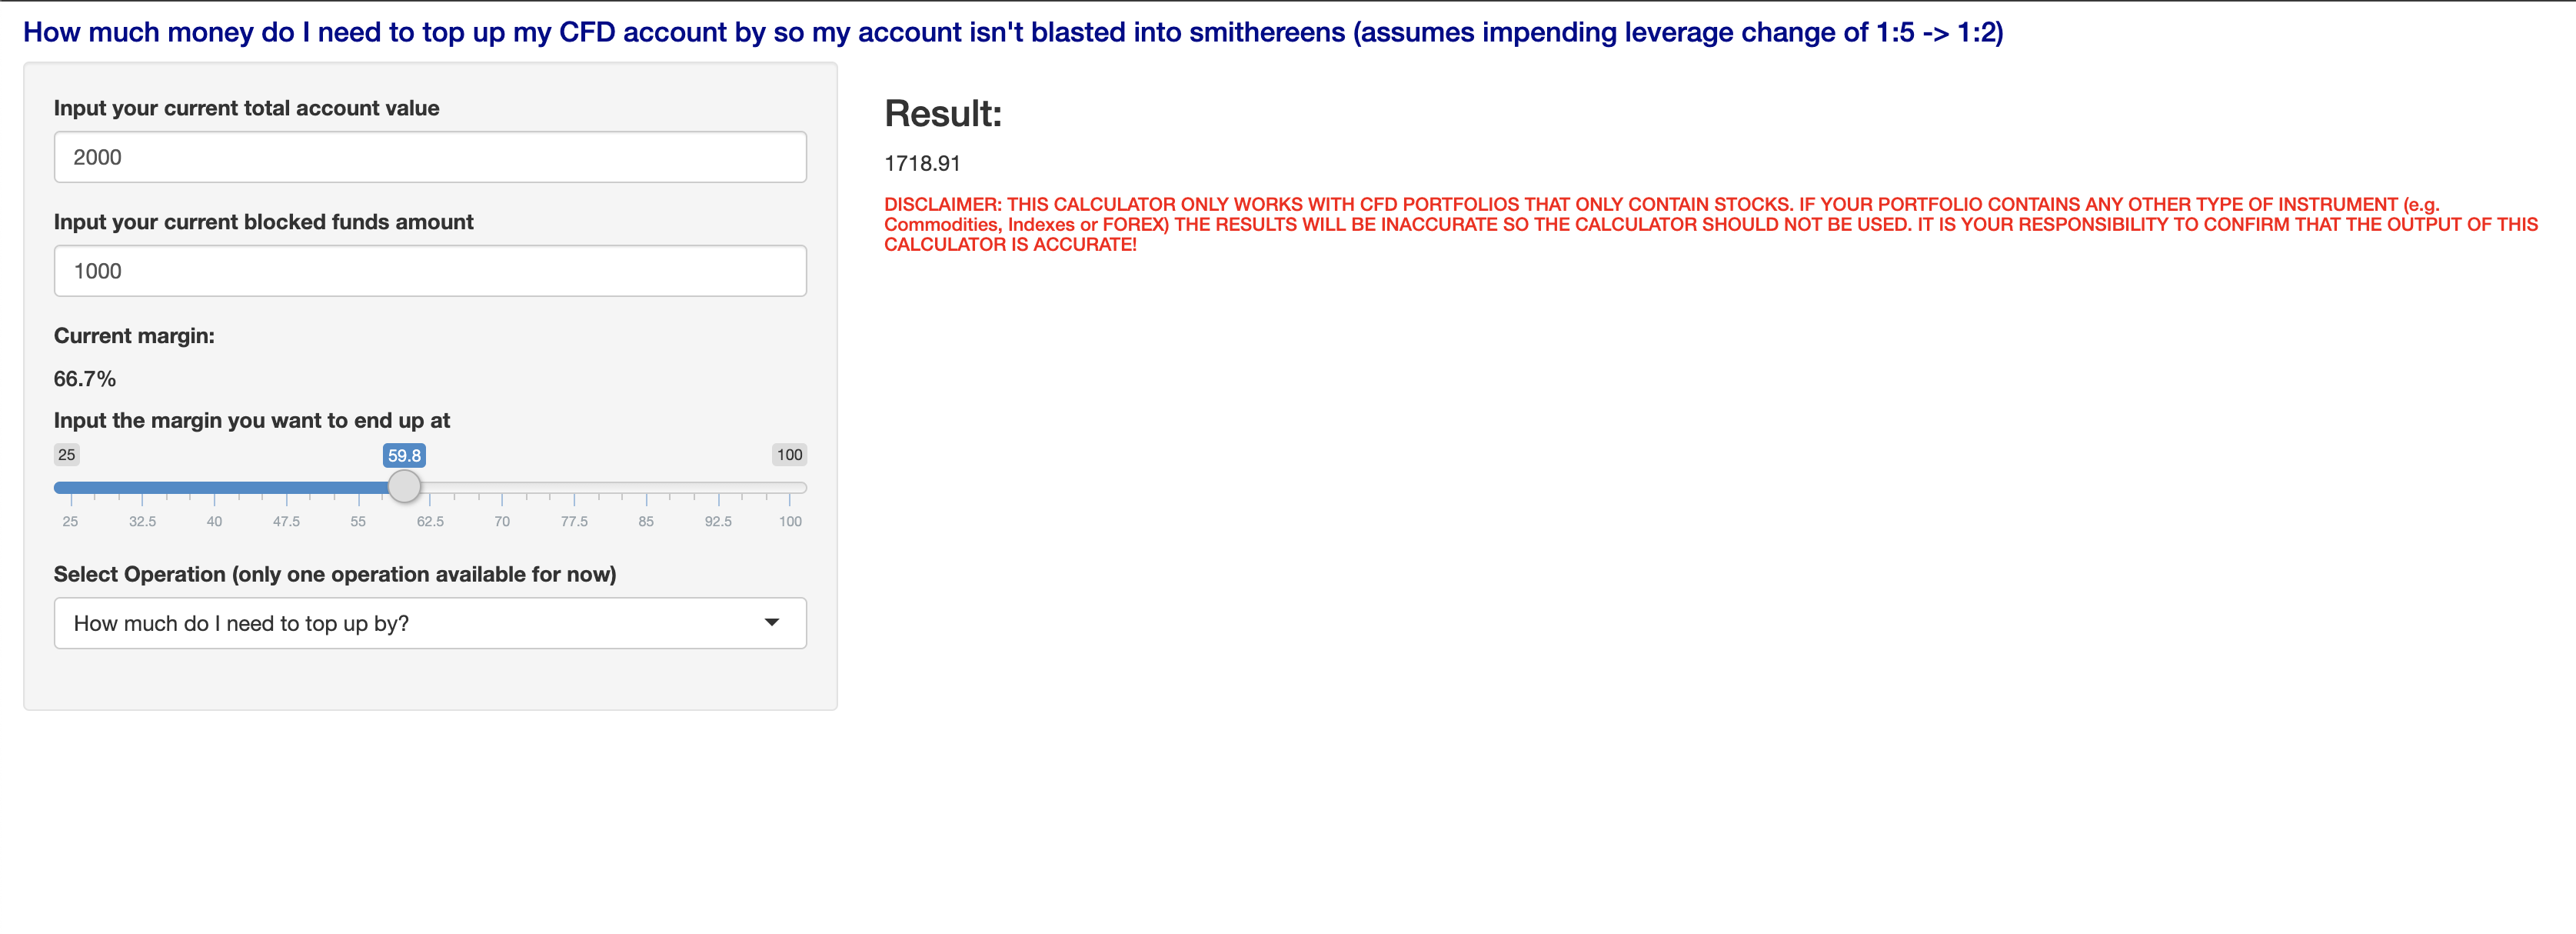 How much money do I need to top up my CFD account by so my account isn't blasted into smithereens (assumes impending leverage change of 1:5 -> 1:2)
Input your current total account value
2000
Input your current blocked funds amount
1000
Current margin:
66.7%
Input the margin you want to end up at
25 59.8 100
25 32.5 40 47.5 55 62.5 70 77.5 85 92.5 100
Select Operation (only one operation available for now)
How much do I need to top up by?
Result:
1718.91
DISCLAIMER: THIS CALCULATOR ONLY WORKS WITH CFD PORTFOLIOS THAT ONLY CONTAIN STOCKS. IF YOUR PORTFOLIO CONTAINS ANY OTHER TYPE OF INSTRUMENT (e.g.
Commodities, Indexes or FOREX) THE RESULTS WILL BE INACCURATE SO THE CALCULATOR SHOULD NOT BE USED. IT IS YOUR RESPONSIBILITY TO CONFIRM THAT THE OUTPUT OF THIS
CALCULATOR IS ACCURATE!